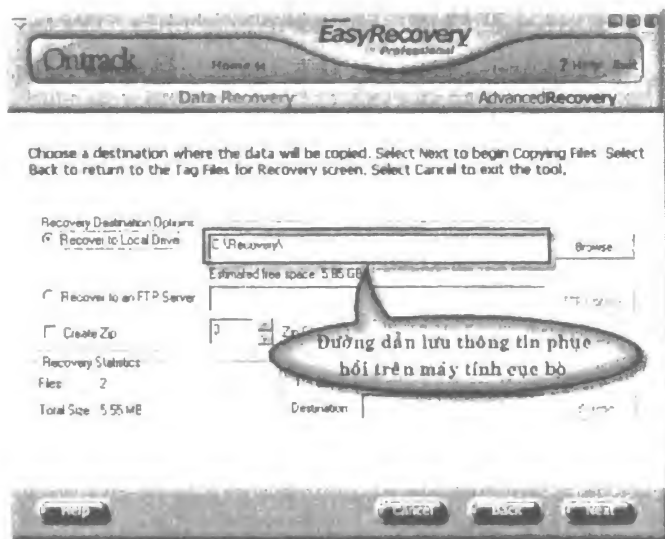 EasyRecovery
Professional
Ontrack
Home
? Help Exit
Data Recovery
AdvancedRecovery
Choose a destination where the data will be copied. Select Next to begin Copying Files. Select
Back to return to the Tag Files for Recovery screen. Select Cancel to exit the tool.
Recovery Destination Options
Recover to Local Drive
\Recovery\
Browse
Estimated free space 5.85 GB
Recover to an FTP Server
Create Zip
Zip
Đường dẫn lưu thông tin phục
hồi trên máy tính cục bộ
Recovery Statistics
Files 2
Total Size 5.55 MB
Destination
Help
Cancel
Back
Next